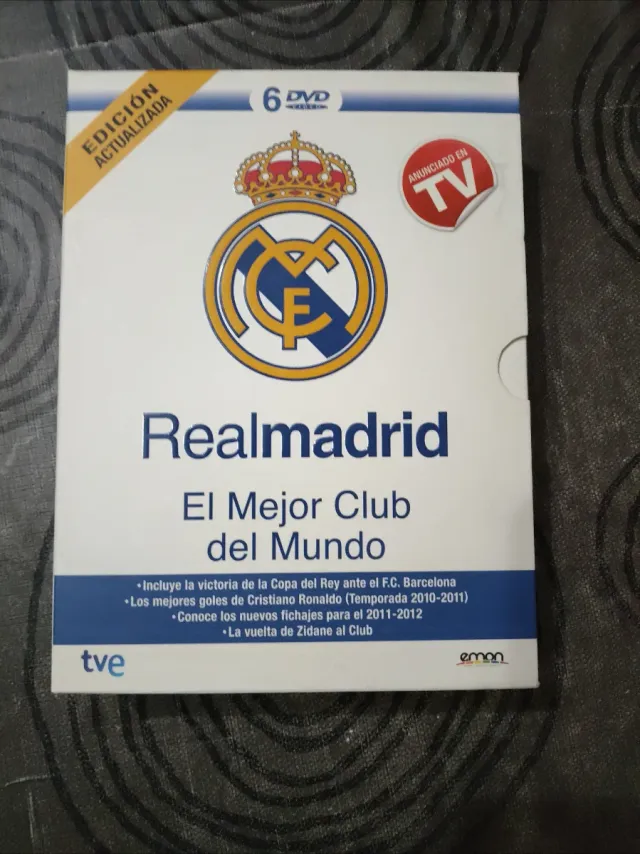 EDICIÓN
ACTUALIZADA
6 DVD
VIDEO
ANUNCIADO EN
TV
Realmadrid
El Mejor Club
del Mundo
• Incluye la victoria de la Copa del Rey ante el F.C. Barcelona
• Los mejores goles de Cristiano Ronaldo (Temporada 2010-2011)
• Conoce los nuevos fichajes para el 2011-2012
• La vuelta de Zidane al Club
tve
emon